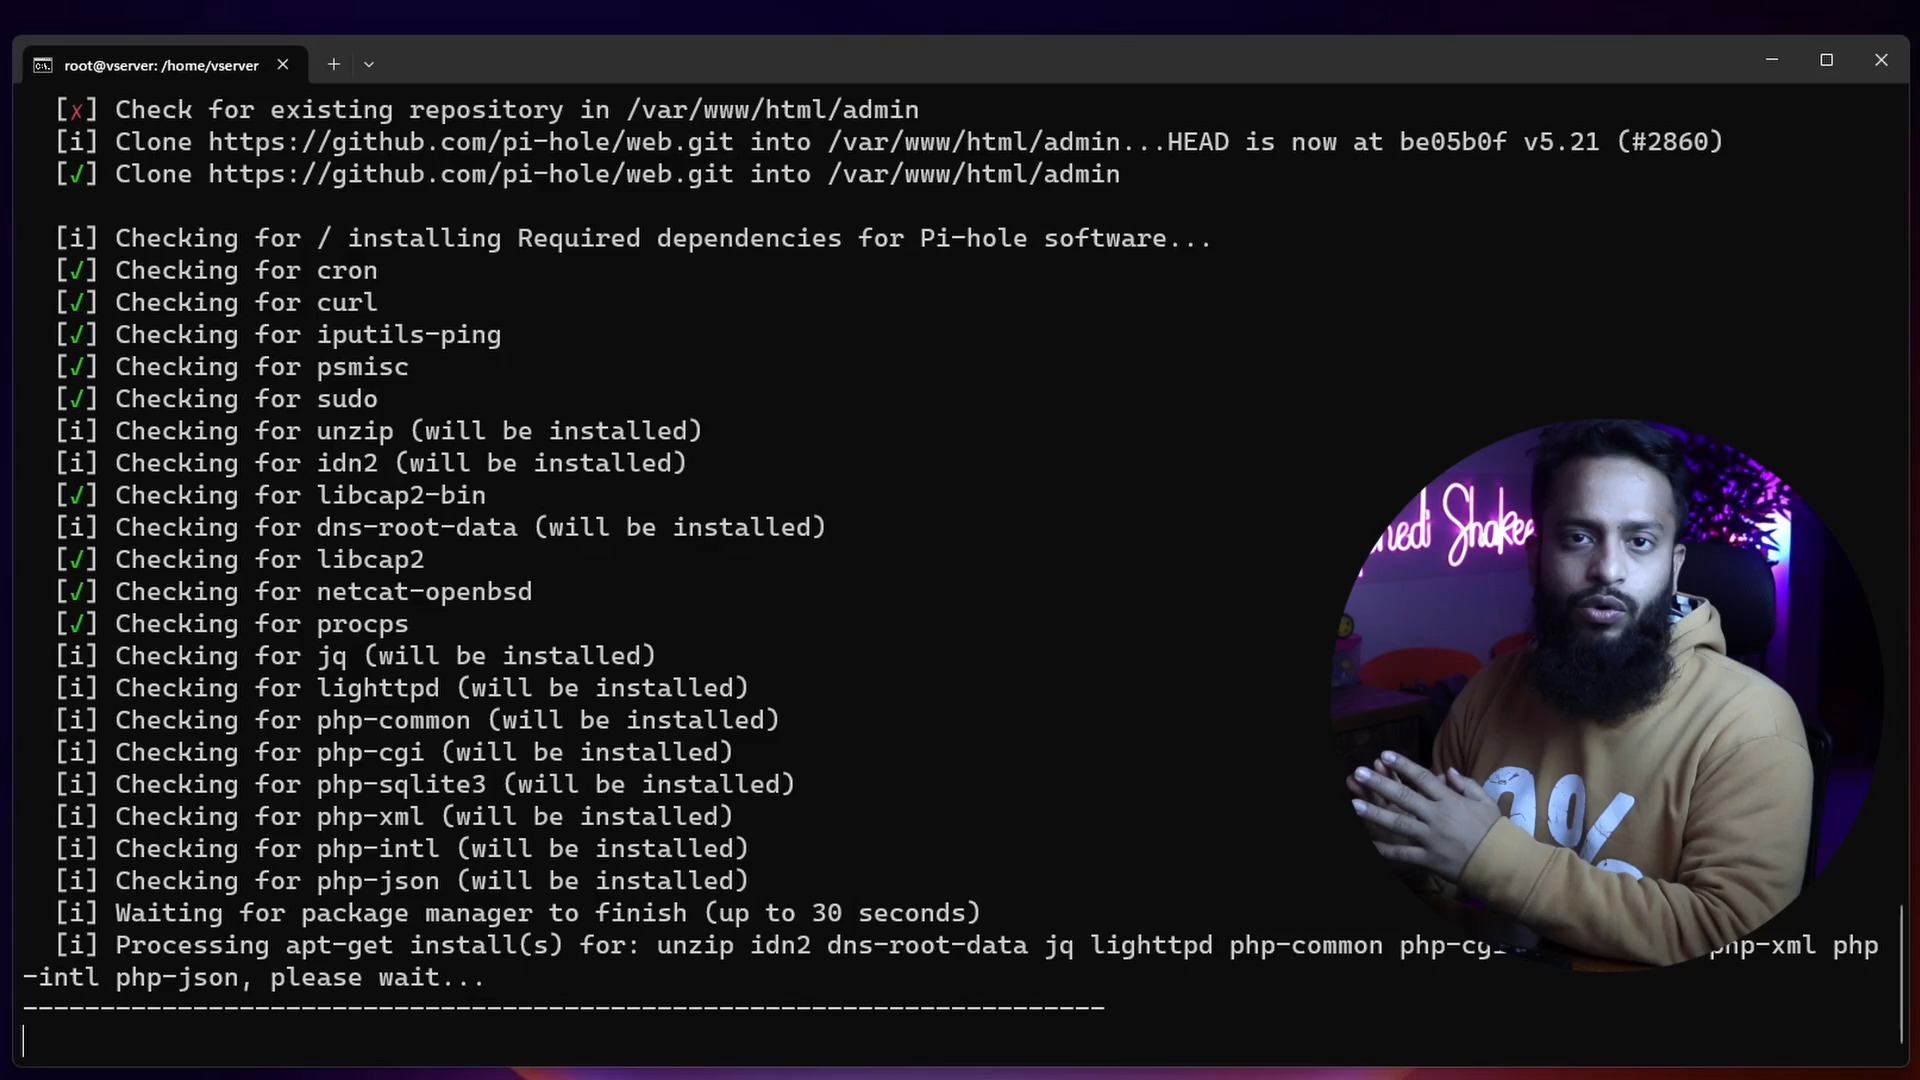 root@vserver: /home/vserver
[✗] Check for existing repository in /var/www/html/admin
[i] Clone https://github.com/pi-hole/web.git into /var/www/html/admin...HEAD is now at be05b0f v5.21 (#2860)
[✓] Clone https://github.com/pi-hole/web.git into /var/www/html/admin
[i] Checking for / installing Required dependencies for Pi-hole software...
[✓] Checking for cron
[✓] Checking for curl
[✓] Checking for iputils-ping
[✓] Checking for psmisc
[✓] Checking for sudo
[i] Checking for unzip (will be installed)
[i] Checking for idn2 (will be installed)
[✓] Checking for libcap2-bin
[i] Checking for dns-root-data (will be installed)
[✓] Checking for libcap2
[✓] Checking for netcat-openbsd
[✓] Checking for procps
[i] Checking for jq (will be installed)
[i] Checking for lighttpd (will be installed)
[i] Checking for php-common (will be installed)
[i] Checking for php-cgi (will be installed)
[i] Checking for php-sqlite3 (will be installed)
[i] Checking for php-xml (will be installed)
[i] Checking for php-intl (will be installed)
[i] Checking for php-json (will be installed)
[i] Waiting for package manager to finish (up to 30 seconds)
[i] Processing apt-get install(s) for: unzip idn2 dns-root-data jq lighttpd php-common php-cgi php-xml php
-intl php-json, please wait...
----------------------------------------------------------------------
hedi Shakee
0%